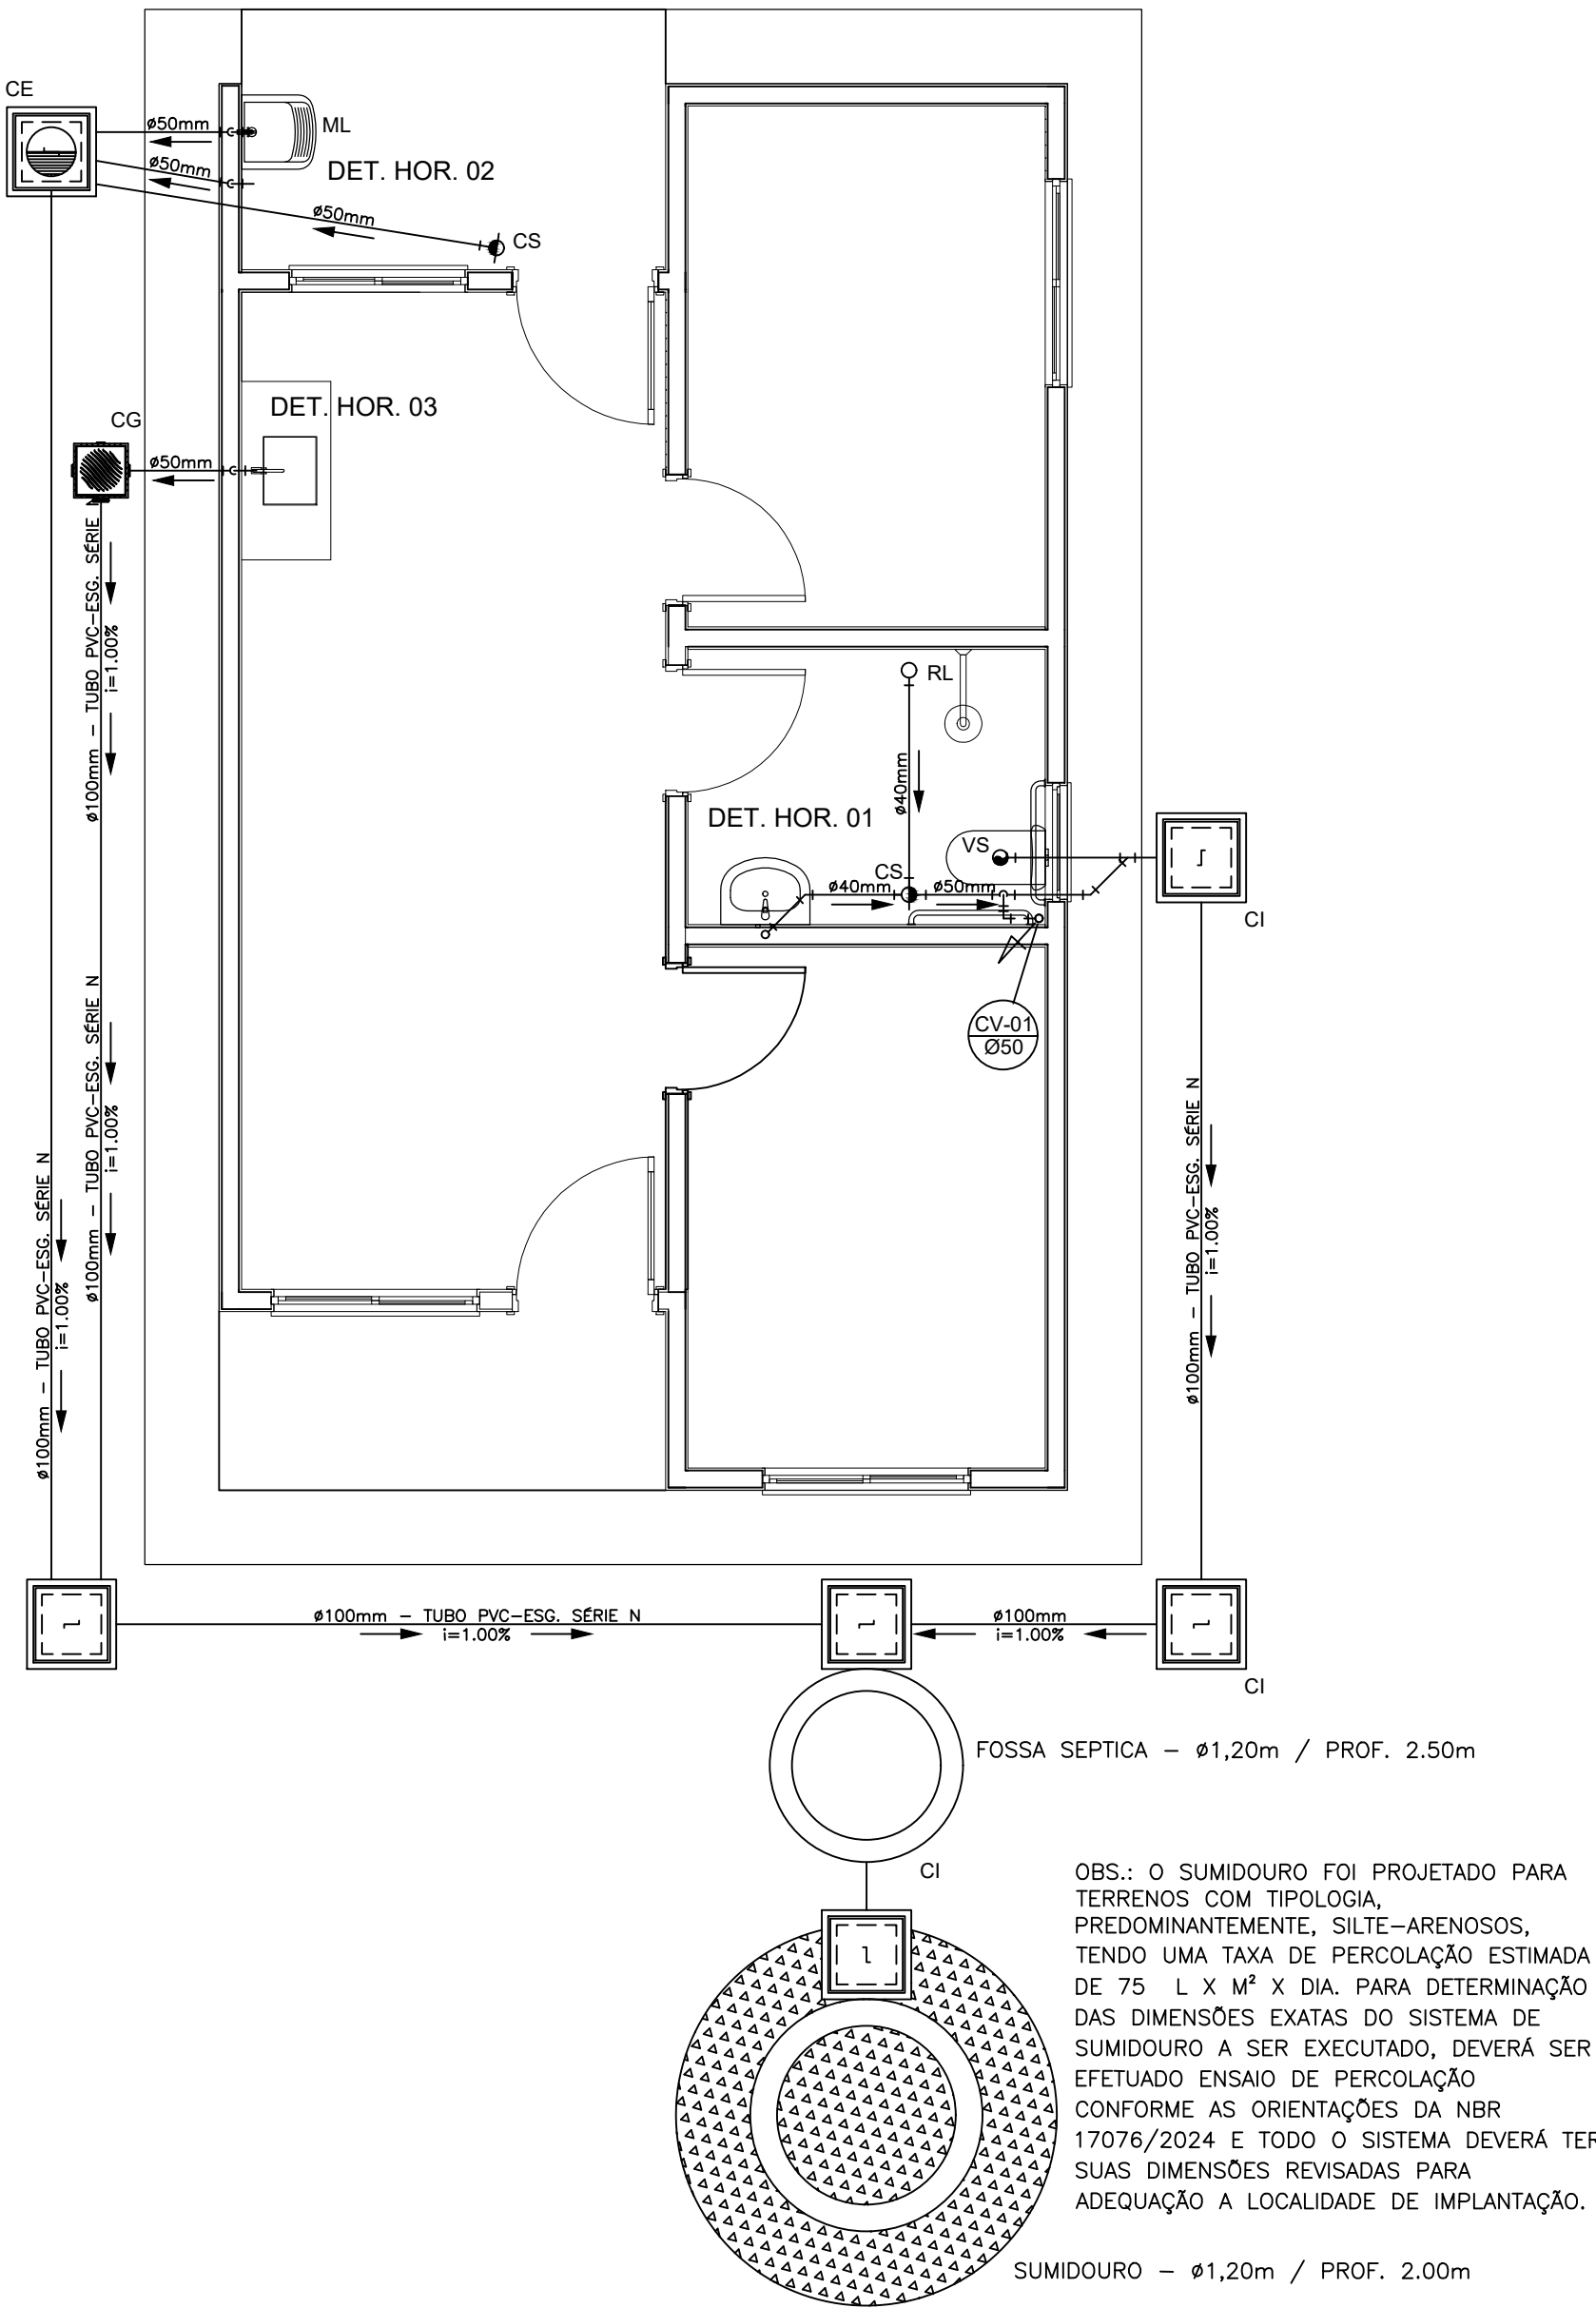 CE
ø50mm
ML
ø50mm
DET. HOR. 02
ø50mm
CS
DET. HOR. 03
CG
ø50mm
ø100mm – TUBO PVC–ESG. SÉRIE N
i=1.00%
RL
ø40mm
DET. HOR. 01
VS
CS
ø40mm
ø50mm
CI
CV-01
Ø50
ø100mm – TUBO PVC–ESG. SÉRIE N
i=1.00%
ø100mm – TUBO PVC–ESG. SÉRIE N
i=1.00%
ø100mm – TUBO PVC–ESG. SÉRIE N
i=1.00%
ø100mm – TUBO PVC–ESG. SÉRIE N
i=1.00%
ø100mm
i=1.00%
CI
FOSSA SEPTICA – ø1,20m / PROF. 2.50m
CI
OBS.: O SUMIDOURO FOI PROJETADO PARA
TERRENOS COM TIPOLOGIA,
PREDOMINANTEMENTE, SILTE–ARENOSOS,
TENDO UMA TAXA DE PERCOLAÇÃO ESTIMADA
DE 75 L X M² X DIA. PARA DETERMINAÇÃO
DAS DIMENSÕES EXATAS DO SISTEMA DE
SUMIDOURO A SER EXECUTADO, DEVERÁ SER
EFETUADO ENSAIO DE PERCOLAÇÃO
CONFORME AS ORIENTAÇÕES DA NBR
17076/2024 E TODO O SISTEMA DEVERÁ TER
SUAS DIMENSÕES REVISADAS PARA
ADEQUAÇÃO A LOCALIDADE DE IMPLANTAÇÃO.
SUMIDOURO – ø1,20m / PROF. 2.00m